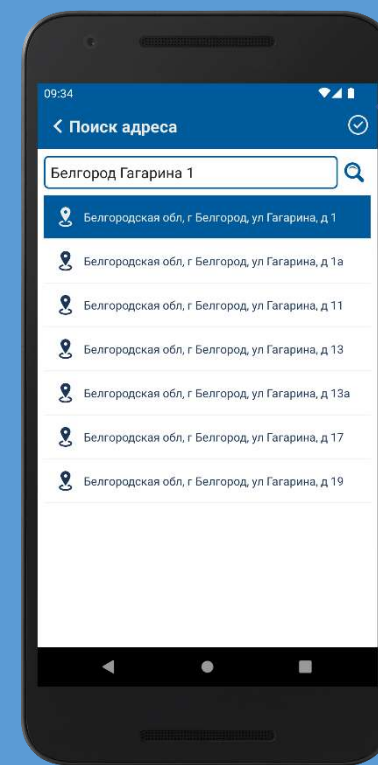 09:34
Поиск адреса
Белгород Гагарина 1
Белгородская обл, г Белгород, ул Гагарина, д 1
Белгородская обл, г Белгород, ул Гагарина, д 1а
Белгородская обл, г Белгород, ул Гагарина, д 11
Белгородская обл, г Белгород, ул Гагарина, д 13
Белгородская обл, г Белгород, ул Гагарина, д 13а
Белгородская обл, г Белгород, ул Гагарина, д 17
Белгородская обл, г Белгород, ул Гагарина, д 19